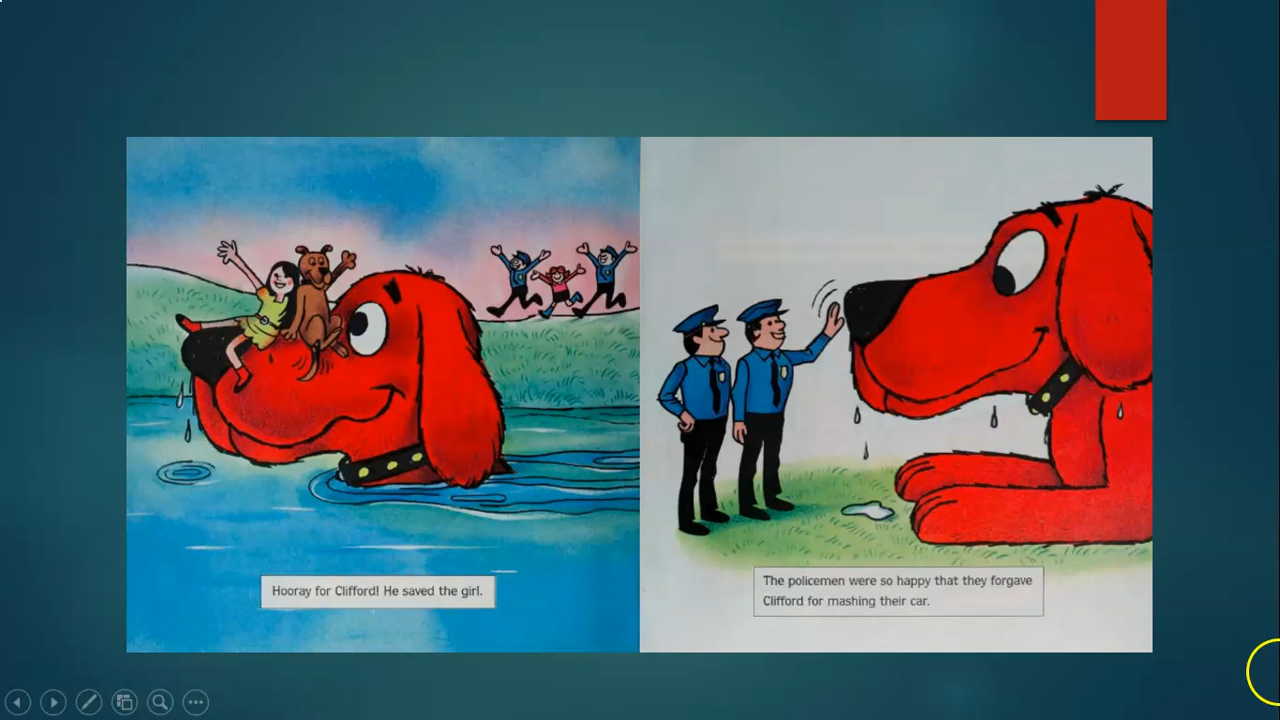 Hooray for Clifford! He saved the girl.
The policemen were so happy that they forgave
Clifford for mashing their car.